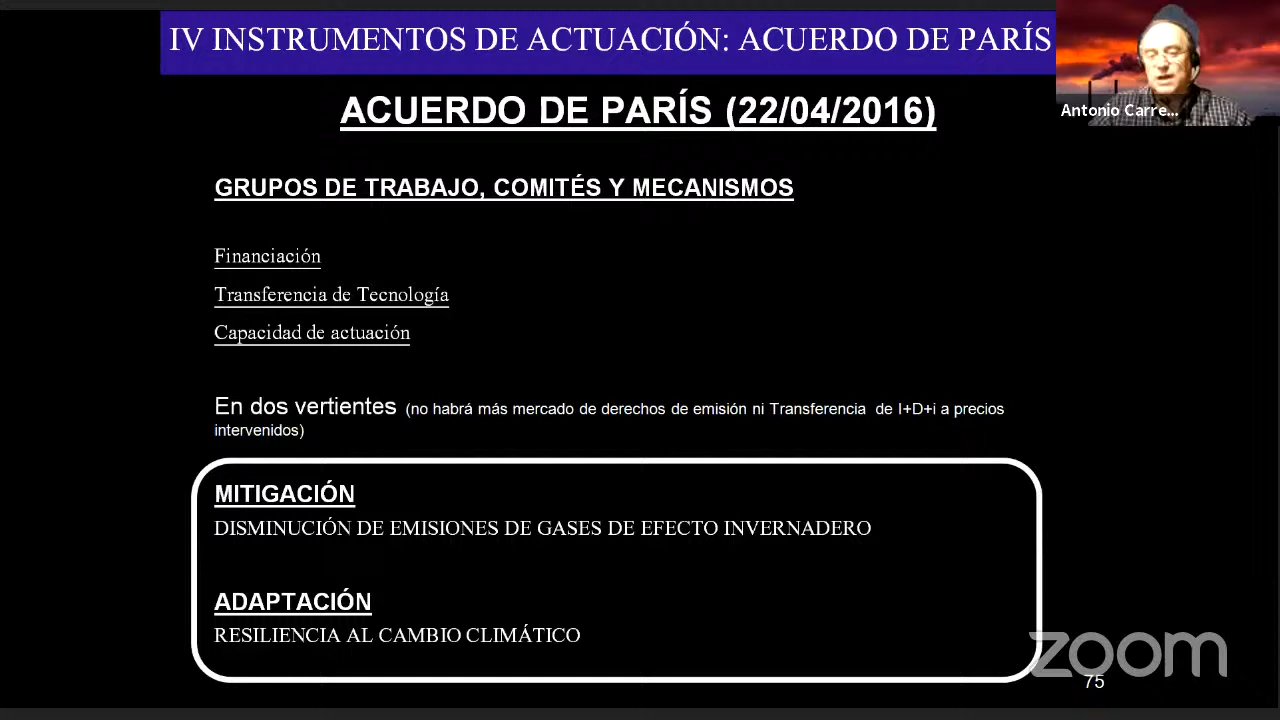 IV INSTRUMENTOS DE ACTUACIÓN: ACUERDO DE PARÍS
Antonio Carre...
ACUERDO DE PARÍS (22/04/2016)
GRUPOS DE TRABAJO, COMITÉS Y MECANISMOS
Financiación
Transferencia de Tecnología
Capacidad de actuación
En dos vertientes (no habrá más mercado de derechos de emisión ni Transferencia de I+D+i a precios
intervenidos)
MITIGACIÓN
DISMINUCIÓN DE EMISIONES DE GASES DE EFECTO INVERNADERO
ADAPTACIÓN
RESILIENCIA AL CAMBIO CLIMÁTICO
zoom
75